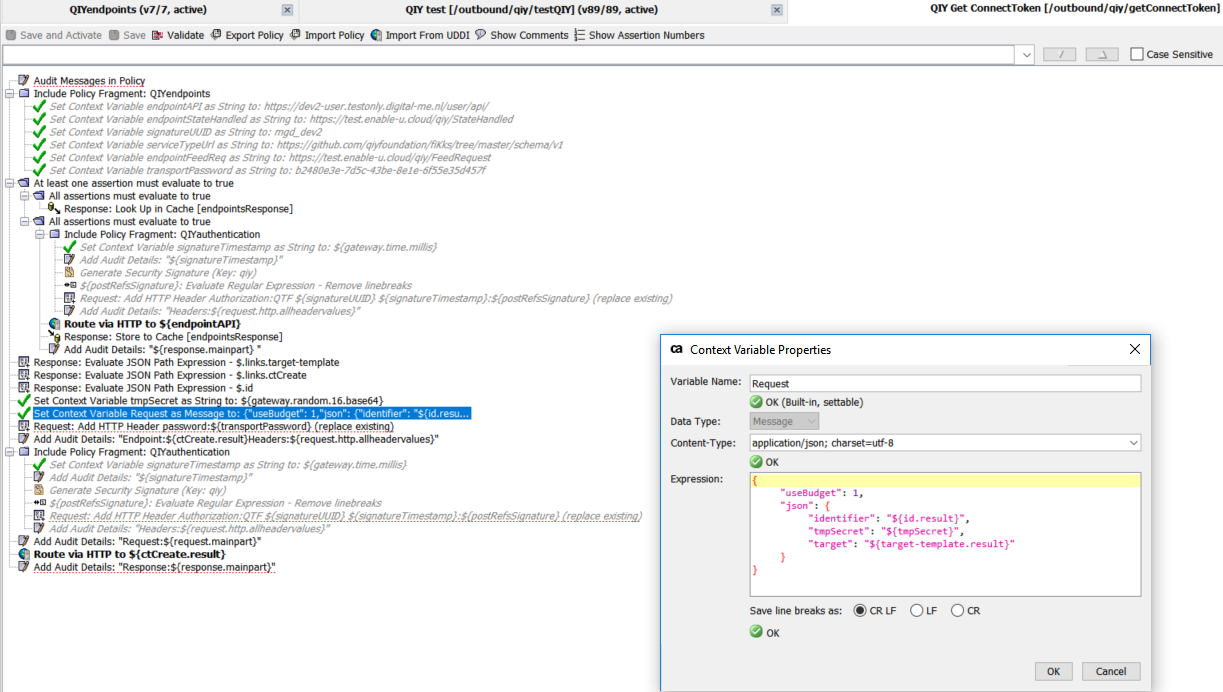 QIYendpoints (v7/7, active)
QIY test [/outbound/qiy/testQIY] (v89/89, active)
QIY Get ConnectToken [/outbound/qiy/getConnectToken]
Save and Activate Save Validate Export Policy Import Policy Import From UDDI Show Comments Show Assertion Numbers
Case Sensitive
Audit Messages in Policy
Include Policy Fragment: QIYendpoints
Set Context Variable endpointAPI as String to: https://dev2-user.testonly.digital-me.nl/user/api/
Set Context Variable endpointStateHandled as String to: https://test.enable-u.cloud/qiy/StateHandled
Set Context Variable signatureUUID as String to: mgd_dev2
Set Context Variable serviceTypeUrl as String to: https://github.com/qiyfoundation/fiKks/tree/master/schema/v1
Set Context Variable endpointFeedReq as String to: https://test.enable-u.cloud/qiy/FeedRequest
Set Context Variable transportPassword as String to: b2480e3e-7d5c-43be-8e1e-6f55e35d457f
At least one assertion must evaluate to true
All assertions must evaluate to true
Response: Look Up in Cache [endpointsResponse]
All assertions must evaluate to true
Include Policy Fragment: QIYauthentication
Set Context Variable signatureTimestamp as String to: ${gateway.time.millis}
Add Audit Details: "${signatureTimestamp}"
Generate Security Signature (Key: qiy)
${postRefsSignature}: Evaluate Regular Expression - Remove linebreaks
Request: Add HTTP Header Authorization:QTF ${signatureUUID} ${signatureTimestamp}:${postRefsSignature} (replace existing)
Add Audit Details: "Headers:${request.http.allheadervalues}"
Route via HTTP to ${endpointAPI}
Response: Store to Cache [endpointsResponse]
Add Audit Details: "${response.mainpart} "
Response: Evaluate JSON Path Expression - $.links.target-template
Response: Evaluate JSON Path Expression - $.links.ctCreate
Response: Evaluate JSON Path Expression - $.id
Set Context Variable tmpSecret as String to: ${gateway.random.16.base64}
Set Context Variable Request as Message to: {"useBudget": 1,"json": {"identifier": "${id.resu...
Request: Add HTTP Header password:${transportPassword} (replace existing)
Add Audit Details: "Endpoint:${ctCreate.result}Headers:${request.http.allheadervalues}"
Include Policy Fragment: QIYauthentication
Set Context Variable signatureTimestamp as String to: ${gateway.time.millis}
Add Audit Details: "${signatureTimestamp}"
Generate Security Signature (Key: qiy)
${postRefsSignature}: Evaluate Regular Expression - Remove linebreaks
Request: Add HTTP Header Authorization:QTF ${signatureUUID} ${signatureTimestamp}:${postRefsSignature} (replace existing)
Add Audit Details: "Headers:${request.http.allheadervalues}"
Add Audit Details: "Request:${request.mainpart}"
Route via HTTP to ${ctCreate.result}
Add Audit Details: "Response:${response.mainpart}"
ca Context Variable Properties
Variable Name: Request
OK (Built-in, settable)
Data Type: Message
Content-Type: application/json; charset=utf-8
OK
Expression: {
"useBudget": 1,
"json": {
"identifier": "${id.result}",
"tmpSecret": "${tmpSecret}",
"target": "${target-template.result}"
}
}
Save line breaks as: CR LF LF CR
OK
OK Cancel